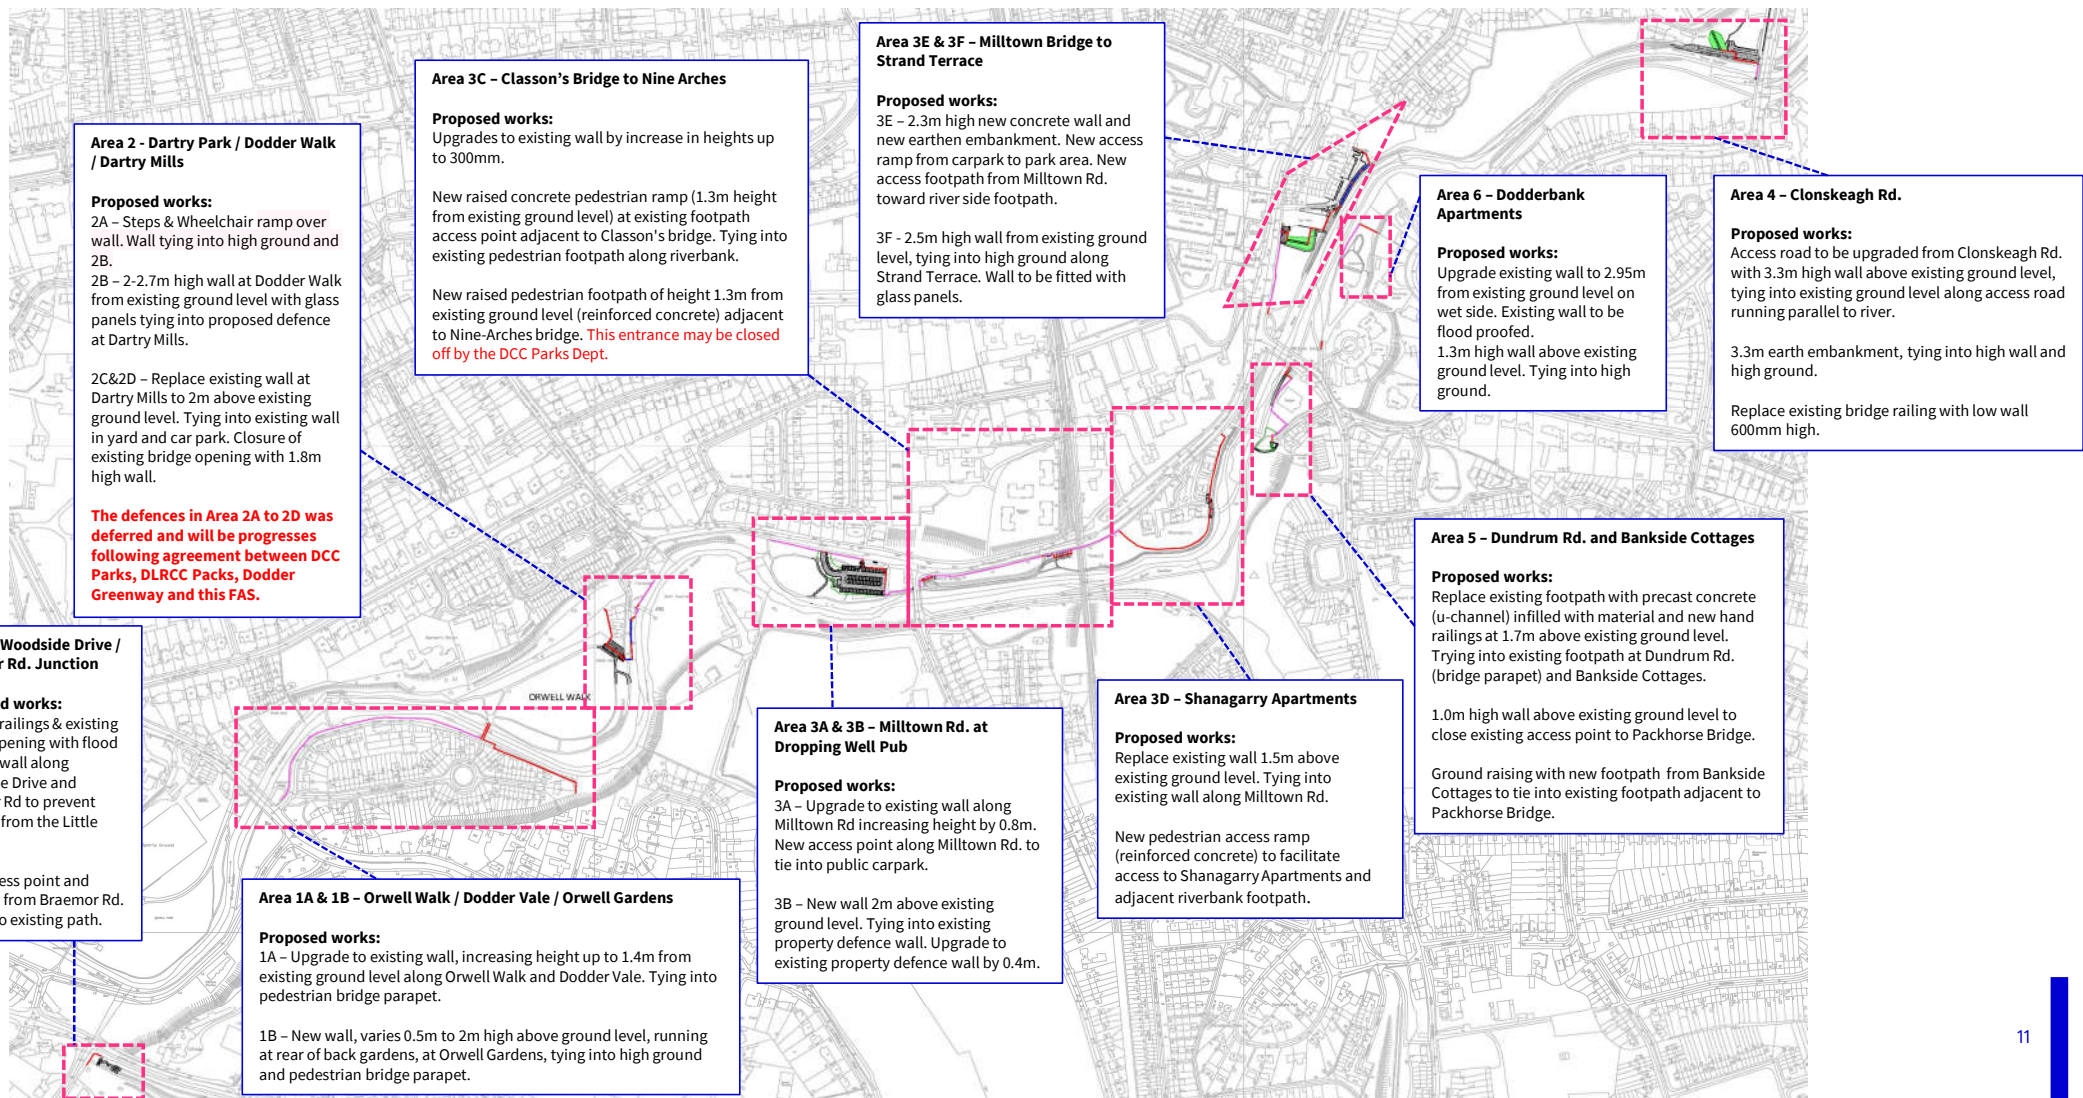 Area 2 - Dartry Park / Dodder Walk
/ Dartry Mills
Proposed works:
2A – Steps & Wheelchair ramp over
wall. Wall tying into high ground and
2B.
2B – 2-2.7m high wall at Dodder Walk
from existing ground level with glass
panels tying into proposed defence
at Dartry Mills.
2C&2D – Replace existing wall at
Dartry Mills to 2m above existing
ground level. Tying into existing wall
in yard and car park. Closure of
existing bridge opening with 1.8m
high wall.
The defences in Area 2A to 2D was
deferred and will be progresses
following agreement between DCC
Parks, DLRCC Packs, Dodder
Greenway and this FAS.
Area 3C – Classon's Bridge to Nine Arches
Proposed works:
Upgrades to existing wall by increase in heights up
to 300mm.
New raised concrete pedestrian ramp (1.3m height
from existing ground level) at existing footpath
access point adjacent to Classon's bridge. Tying into
existing pedestrian footpath along riverbank.
New raised pedestrian footpath of height 1.3m from
existing ground level (reinforced concrete) adjacent
to Nine-Arches bridge. This entrance may be closed
off by the DCC Parks Dept.
Area 3E & 3F – Milltown Bridge to
Strand Terrace
Proposed works:
3E – 2.3m high new concrete wall and
new earthen embankment. New access
ramp from carpark to park area. New
access footpath from Milltown Rd.
toward river side footpath.
3F - 2.5m high wall from existing ground
level, tying into high ground along
Strand Terrace. Wall to be fitted with
glass panels.
Area 6 – Dodderbank
Apartments
Proposed works:
Upgrade existing wall to 2.95m
from existing ground level on
wet side. Existing wall to be
flood proofed.
1.3m high wall above existing
ground level. Tying into high
ground.
Area 4 – Clonskeagh Rd.
Proposed works:
Access road to be upgraded from Clonskeagh Rd.
with 3.3m high wall above existing ground level,
tying into existing ground level along access road
running parallel to river.
3.3m earth embankment, tying into high wall and
high ground.
Replace existing bridge railing with low wall
600mm high.
Woodside Drive /
r Rd. Junction
d works:
railings & existing
pening with flood
wall along
e Drive and
r Rd to prevent
from the Little
ess point and
from Braemor Rd.
o existing path.
ORWELL WALK
Area 1A & 1B – Orwell Walk / Dodder Vale / Orwell Gardens
Proposed works:
1A – Upgrade to existing wall, increasing height up to 1.4m from
existing ground level along Orwell Walk and Dodder Vale. Tying into
pedestrian bridge parapet.
1B – New wall, varies 0.5m to 2m high above ground level, running
at rear of back gardens, at Orwell Gardens, tying into high ground
and pedestrian bridge parapet.
Area 3A & 3B – Milltown Rd. at
Dropping Well Pub
Proposed works:
3A – Upgrade to existing wall along
Milltown Rd increasing height by 0.8m.
New access point along Milltown Rd. to
tie into public carpark.
3B – New wall 2m above existing
ground level. Tying into existing
property defence wall. Upgrade to
existing property defence wall by 0.4m.
Area 3D – Shanagarry Apartments
Proposed works:
Replace existing wall 1.5m above
existing ground level. Tying into
existing wall along Milltown Rd.
New pedestrian access ramp
(reinforced concrete) to facilitate
access to Shanagarry Apartments and
adjacent riverbank footpath.
Area 5 – Dundrum Rd. and Bankside Cottages
Proposed works:
Replace existing footpath with precast concrete
(u-channel) infilled with material and new hand
railings at 1.7m above existing ground level.
Trying into existing footpath at Dundrum Rd.
(bridge parapet) and Bankside Cottages.
1.0m high wall above existing ground level to
close existing access point to Packhorse Bridge.
Ground raising with new footpath from Bankside
Cottages to tie into existing footpath adjacent to
Packhorse Bridge.
11